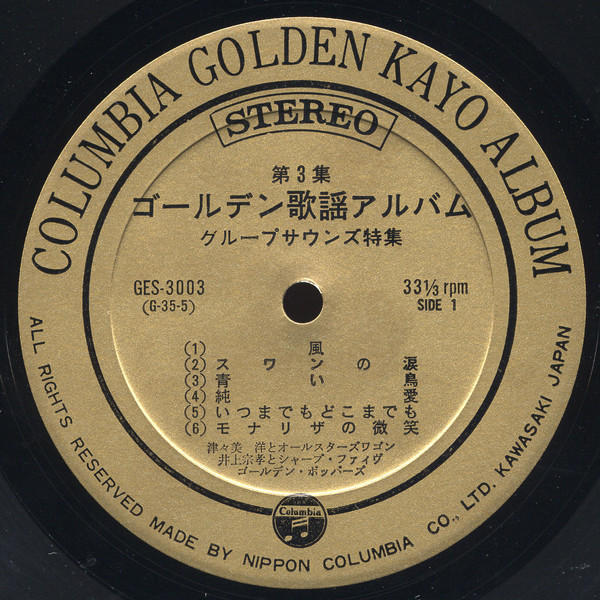 COLUMBIA GOLDEN KAYO ALBUM
STEREO
第3集
ゴールデン歌謡アルバム
グループサウンズ特集
GES-3003
(G-35-5)
33⅓ rpm
SIDE 1
(1) 風
(2) スワンの涙
(3) 青い鳥
(4) 純愛
(5) いつまでもどこまでも
(6) モナリザの微笑
津々美 洋とオールスターズワゴン
井上宗孝とシャープ・ファイヴ
ゴールデン・ポッパーズ
Columbia
ALL RIGHTS RESERVED MADE BY NIPPON COLUMBIA CO., LTD. KAWASAKI JAPAN